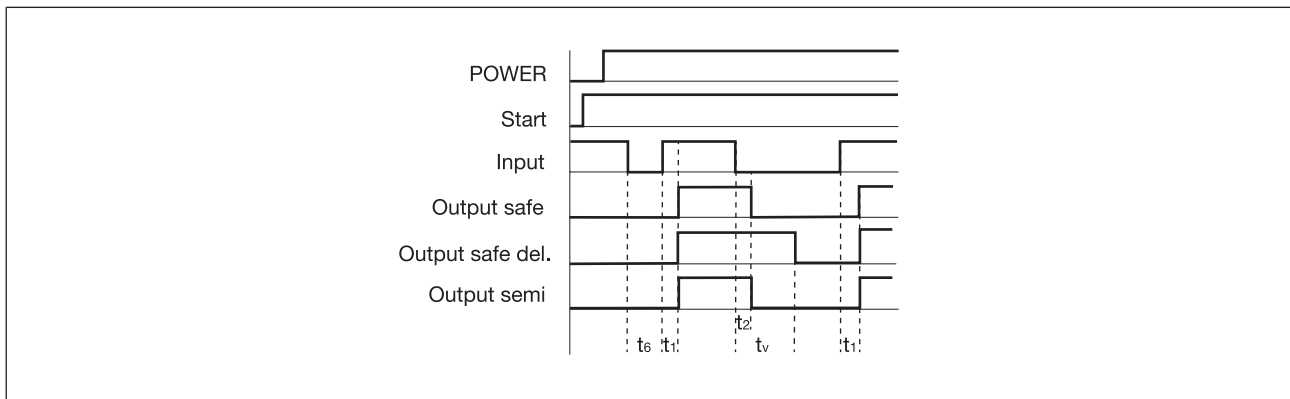 POWER
Start
Input
Output safe
Output safe del.
Output semi
t2
t6 t1 tv t1